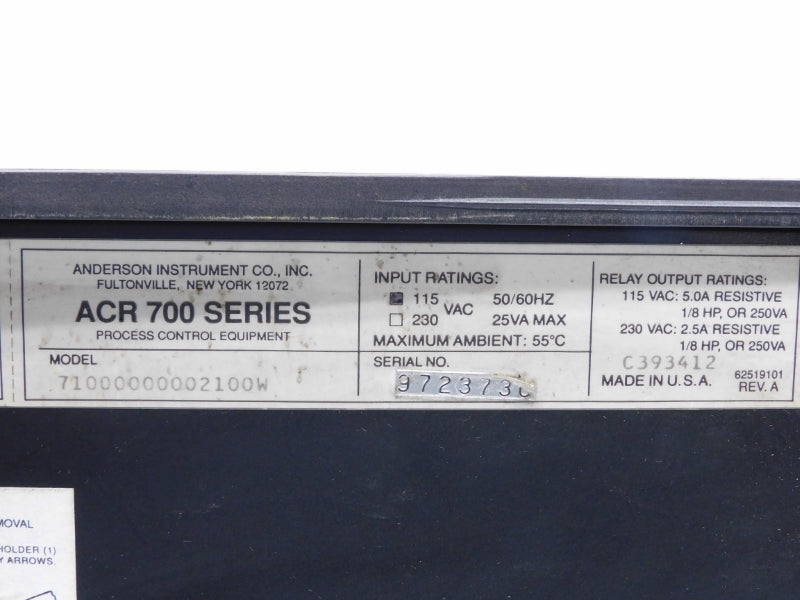 ANDERSON INSTRUMENT CO., INC.
FULTONVILLE, NEW YORK 12072
ACR 700 SERIES
PROCESS CONTROL EQUIPMENT
MODEL
71000000002100W
INPUT RATINGS:
115 VAC 50/60HZ
230 25VA MAX
MAXIMUM AMBIENT: 55°C
SERIAL NO.
RELAY OUTPUT RATINGS:
115 VAC: 5.0A RESISTIVE
1/8 HP, OR 250VA
230 VAC: 2.5A RESISTIVE
1/8 HP, OR 250VA
C393412
MADE IN U.S.A.
62519101
REV. A
(1)
ARROWS.